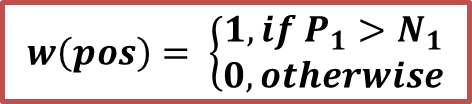 w(pos) = {1, if P₁ > N₁
0, otherwise